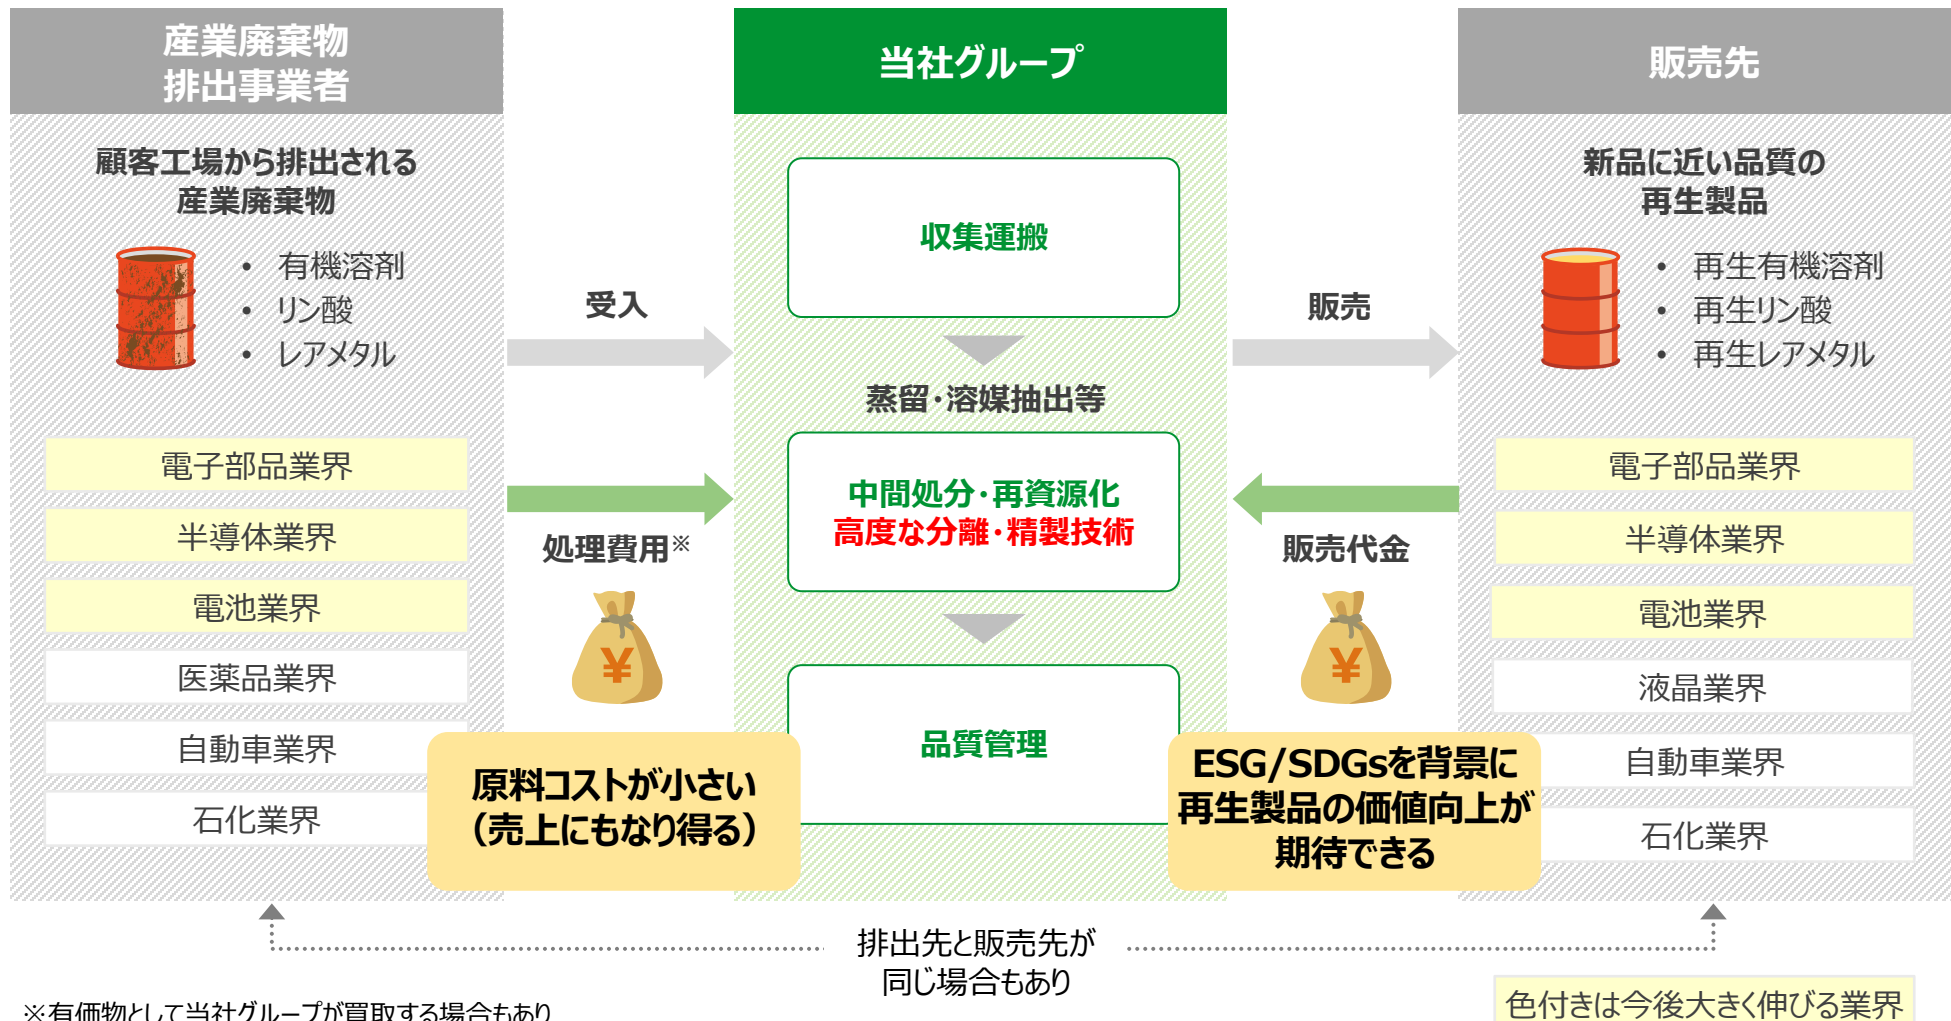 産業廃棄物
排出事業者
顧客工場から排出される
産業廃棄物
• 有機溶剤
• リン酸
• レアメタル
電子部品業界
半導体業界
電池業界
医薬品業界
自動車業界
石化業界
受入
処理費用※
¥
原料コストが小さい
（売上にもなり得る）
当社グループ
収集運搬
蒸留・溶媒抽出等
中間処分・再資源化
高度な分離・精製技術
品質管理
販売
販売代金
¥
ESG/SDGsを背景に
再生製品の価値向上が
期待できる
販売先
新品に近い品質の
再生製品
• 再生有機溶剤
• 再生リン酸
• 再生レアメタル
電子部品業界
半導体業界
電池業界
液晶業界
自動車業界
石化業界
排出先と販売先が
同じ場合もあり
※有価物として当社グループが買取する場合もあり
色付きは今後大きく伸びる業界